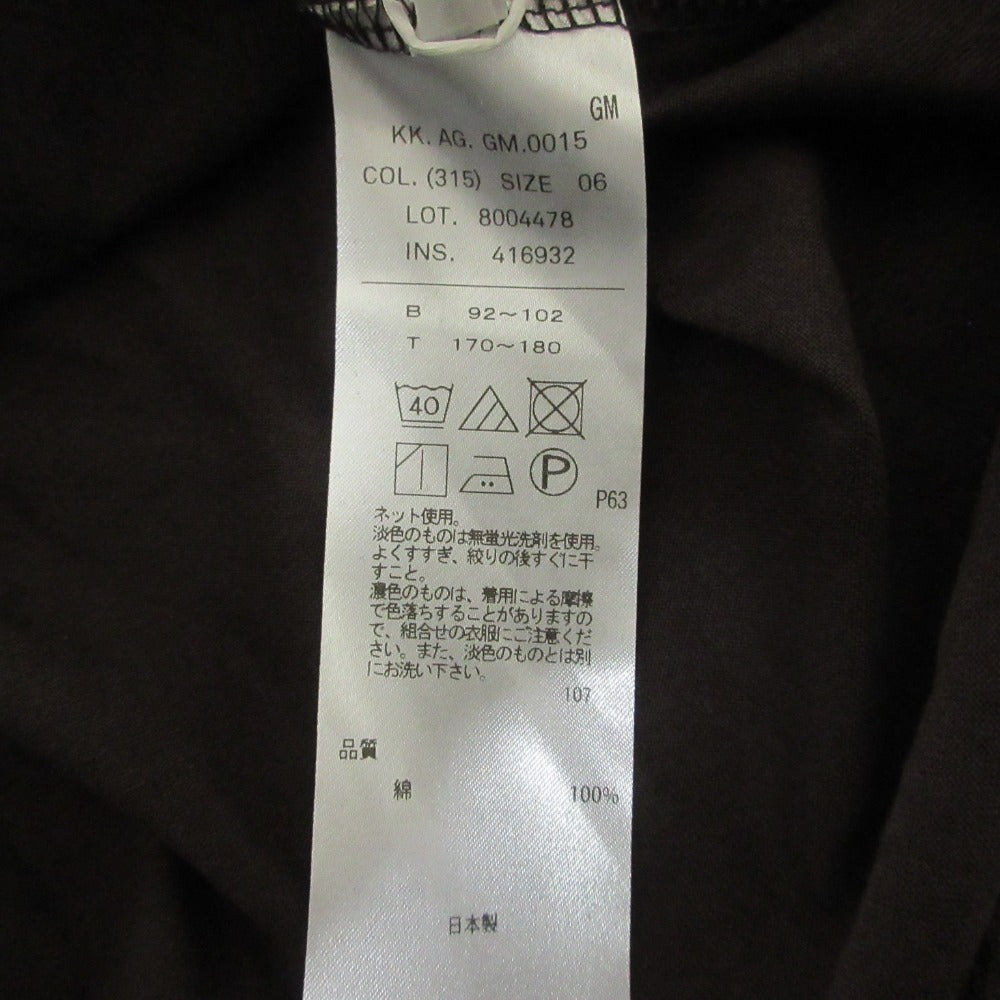 GM
KK. AG. GM.0015
COL. (315) SIZE 06
LOT. 8004478
INS. 416932
B 92～102
T 170～180
40
P
P63
ネット使用。
淡色のものは無蛍光洗剤を使用。
よくすすぎ、絞りの後すぐに干
すこと。
濃色のものは、着用による摩擦
で色落ちすることがありますの
で、組合せの衣服にご注意くだ
さい。また、淡色のものとは別
にお洗い下さい。
107
品質
綿 100%
日本製